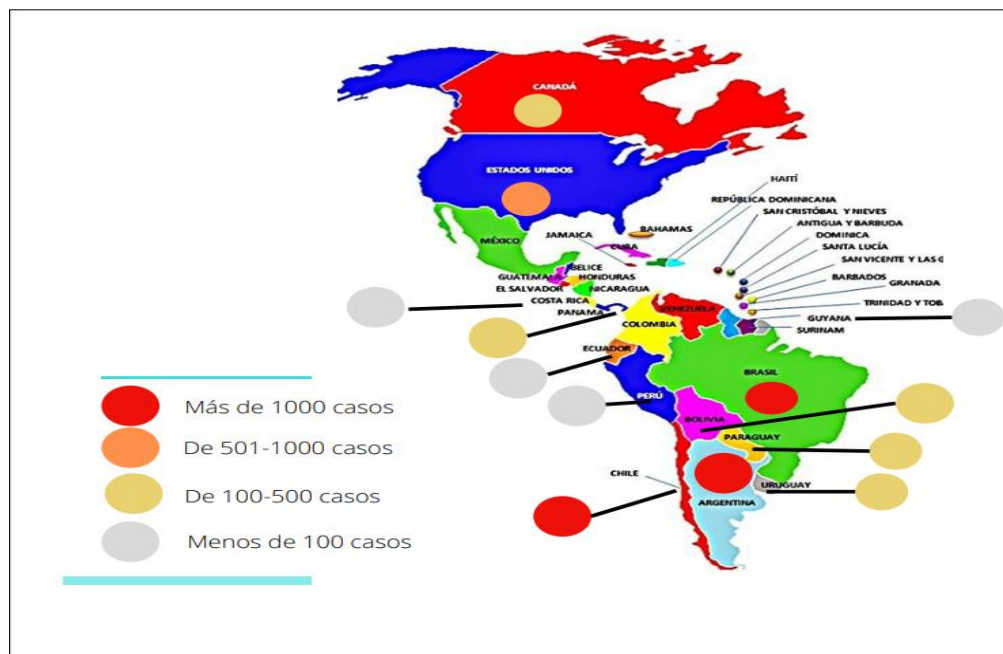 CANADÁ
ESTADOS UNIDOS
HAITÍ
REPÚBLICA DOMINICANA
SAN CRISTÓBAL Y NIEVES
ANTIGUA Y BARBUDA
BAHAMAS
JAMAICA
DOMINICA
MÉXICO
CUBA
SANTA LUCÍA
SAN VICENTE Y LAS G
BELICE
BARBADOS
GUATEMALA
HONDURAS
GRANADA
EL SALVADOR
NICARAGUA
COSTA RICA
TRINIDAD Y TOB
PANAMA
VENEZUELA
GUYANA
COLOMBIA
SURINAM
ECUADOR
BRASIL
PERÚ
BOLIVIA
PARAGUAY
CHILE
URUGUAY
ARGENTINA
Más de 1000 casos
De 501-1000 casos
De 100-500 casos
Menos de 100 casos